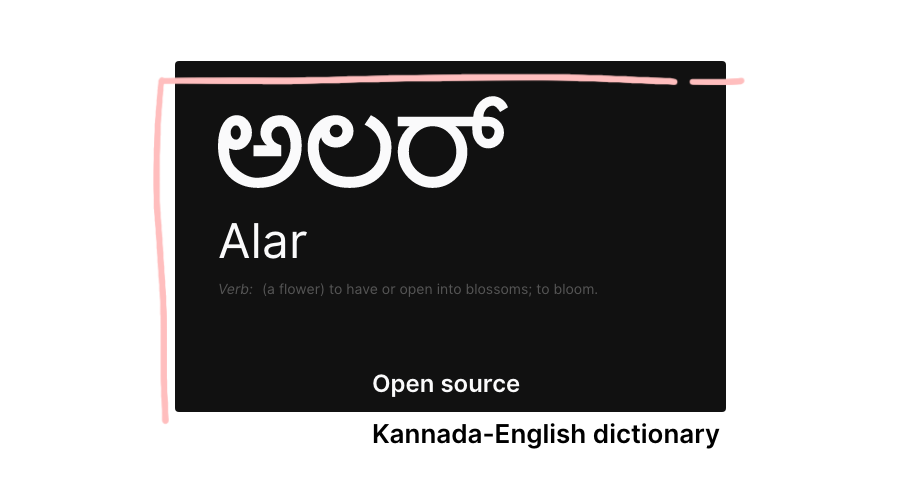 ಅಲರ್
Alar
Verb: (a flower) to have or open into blossoms; to bloom.
Open source
Kannada-English dictionary